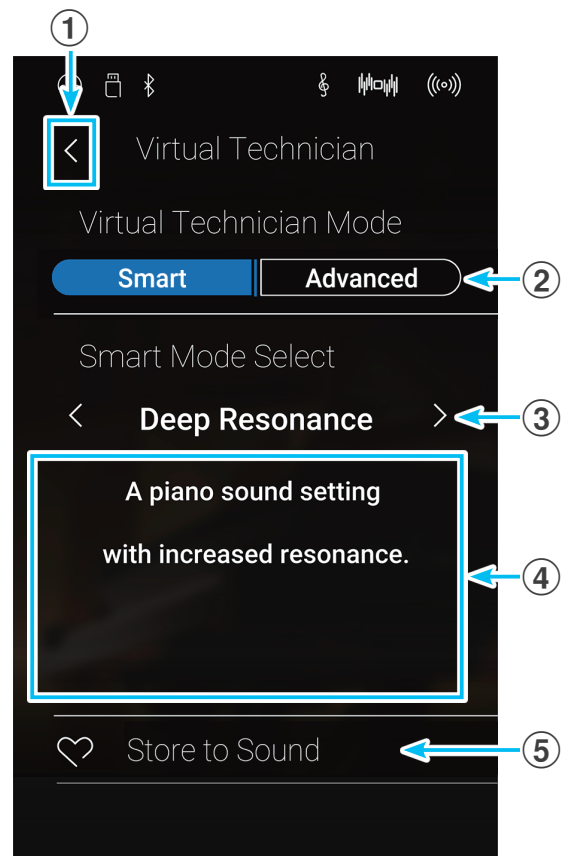 1
Virtual Technician
Virtual Technician Mode
Smart Advanced
2
Smart Mode Select
Deep Resonance
3
A piano sound setting
with increased resonance.
4
Store to Sound
5